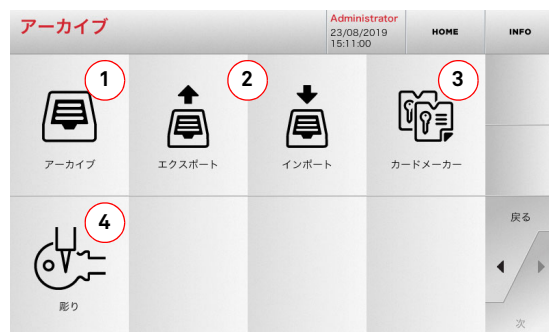 アーカイブ
Administrator
23/08/2019
15:11:00
HOME
INFO
1
2
3
アーカイブ
エクスポート
インポート
カードメーカー
4
戻る
彫り
次